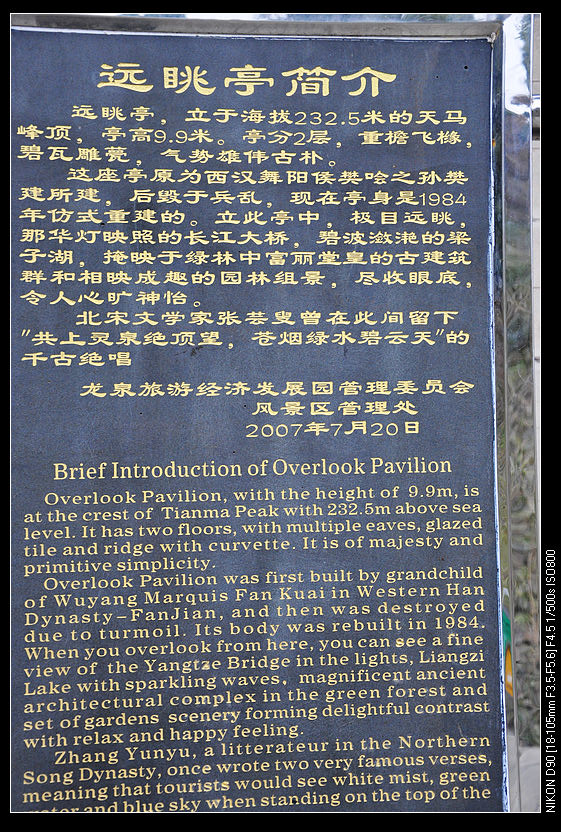 远眺亭简介
远眺亭，立于海拔232.5米的天马
峰顶，亭高9.9米。亭分2层，重檐飞橼，
碧瓦雕甍，气势雄伟古朴。
这座亭原为西汉舞阳侯樊哙之孙樊
建所建，后毁于兵乱，现在亭身是1984
年仿式重建的。立此亭中，极目远眺，
那华灯映照的长江大桥，碧波潋滟的梁
子湖，掩映于绿林中富丽堂皇的古建筑
群和相映成趣的园林组景，尽收眼底，
令人心旷神怡。
北宋文学家张芸叟曾在此间留下
"共上灵泉绝顶望，苍烟绿水碧云天"的
千古绝唱
龙泉旅游经济发展园管理委员会
风景区管理处
2007年7月20日
Brief Introduction of Overlook Pavilion
Overlook Pavilion, with the height of 9.9m, is
at the crest of Tianma Peak with 232.5m above sea
level. It has two floors, with multiple eaves, glazed
tile and ridge with curvette. It is of majesty and
primitive simplicity.
Overlook Pavilion was first built by grandchild
of Wuyang Marquis Fan Kuai in Western Han
Dynasty-FanJian, and then was destroyed
due to turmoil. Its body was rebuilt in 1984.
When you overlook from here, you can see a fine
view of the Yangtze Bridge in the lights, Liangzi
Lake with sparkling waves, magnificent ancient
architectural complex in the green forest and
set of gardens scenery forming delightful contrast
with relax and happy feeling.
Zhang Yunyu, a litterateur in the Northern
Song Dynasty, once wrote two very famous verses,
meaning that tourists would see white mist, green
water and blue sky when standing on the top of the
NIKON D90 [18-105mm F3.5-F5.6] F4.5 1/500s ISO800